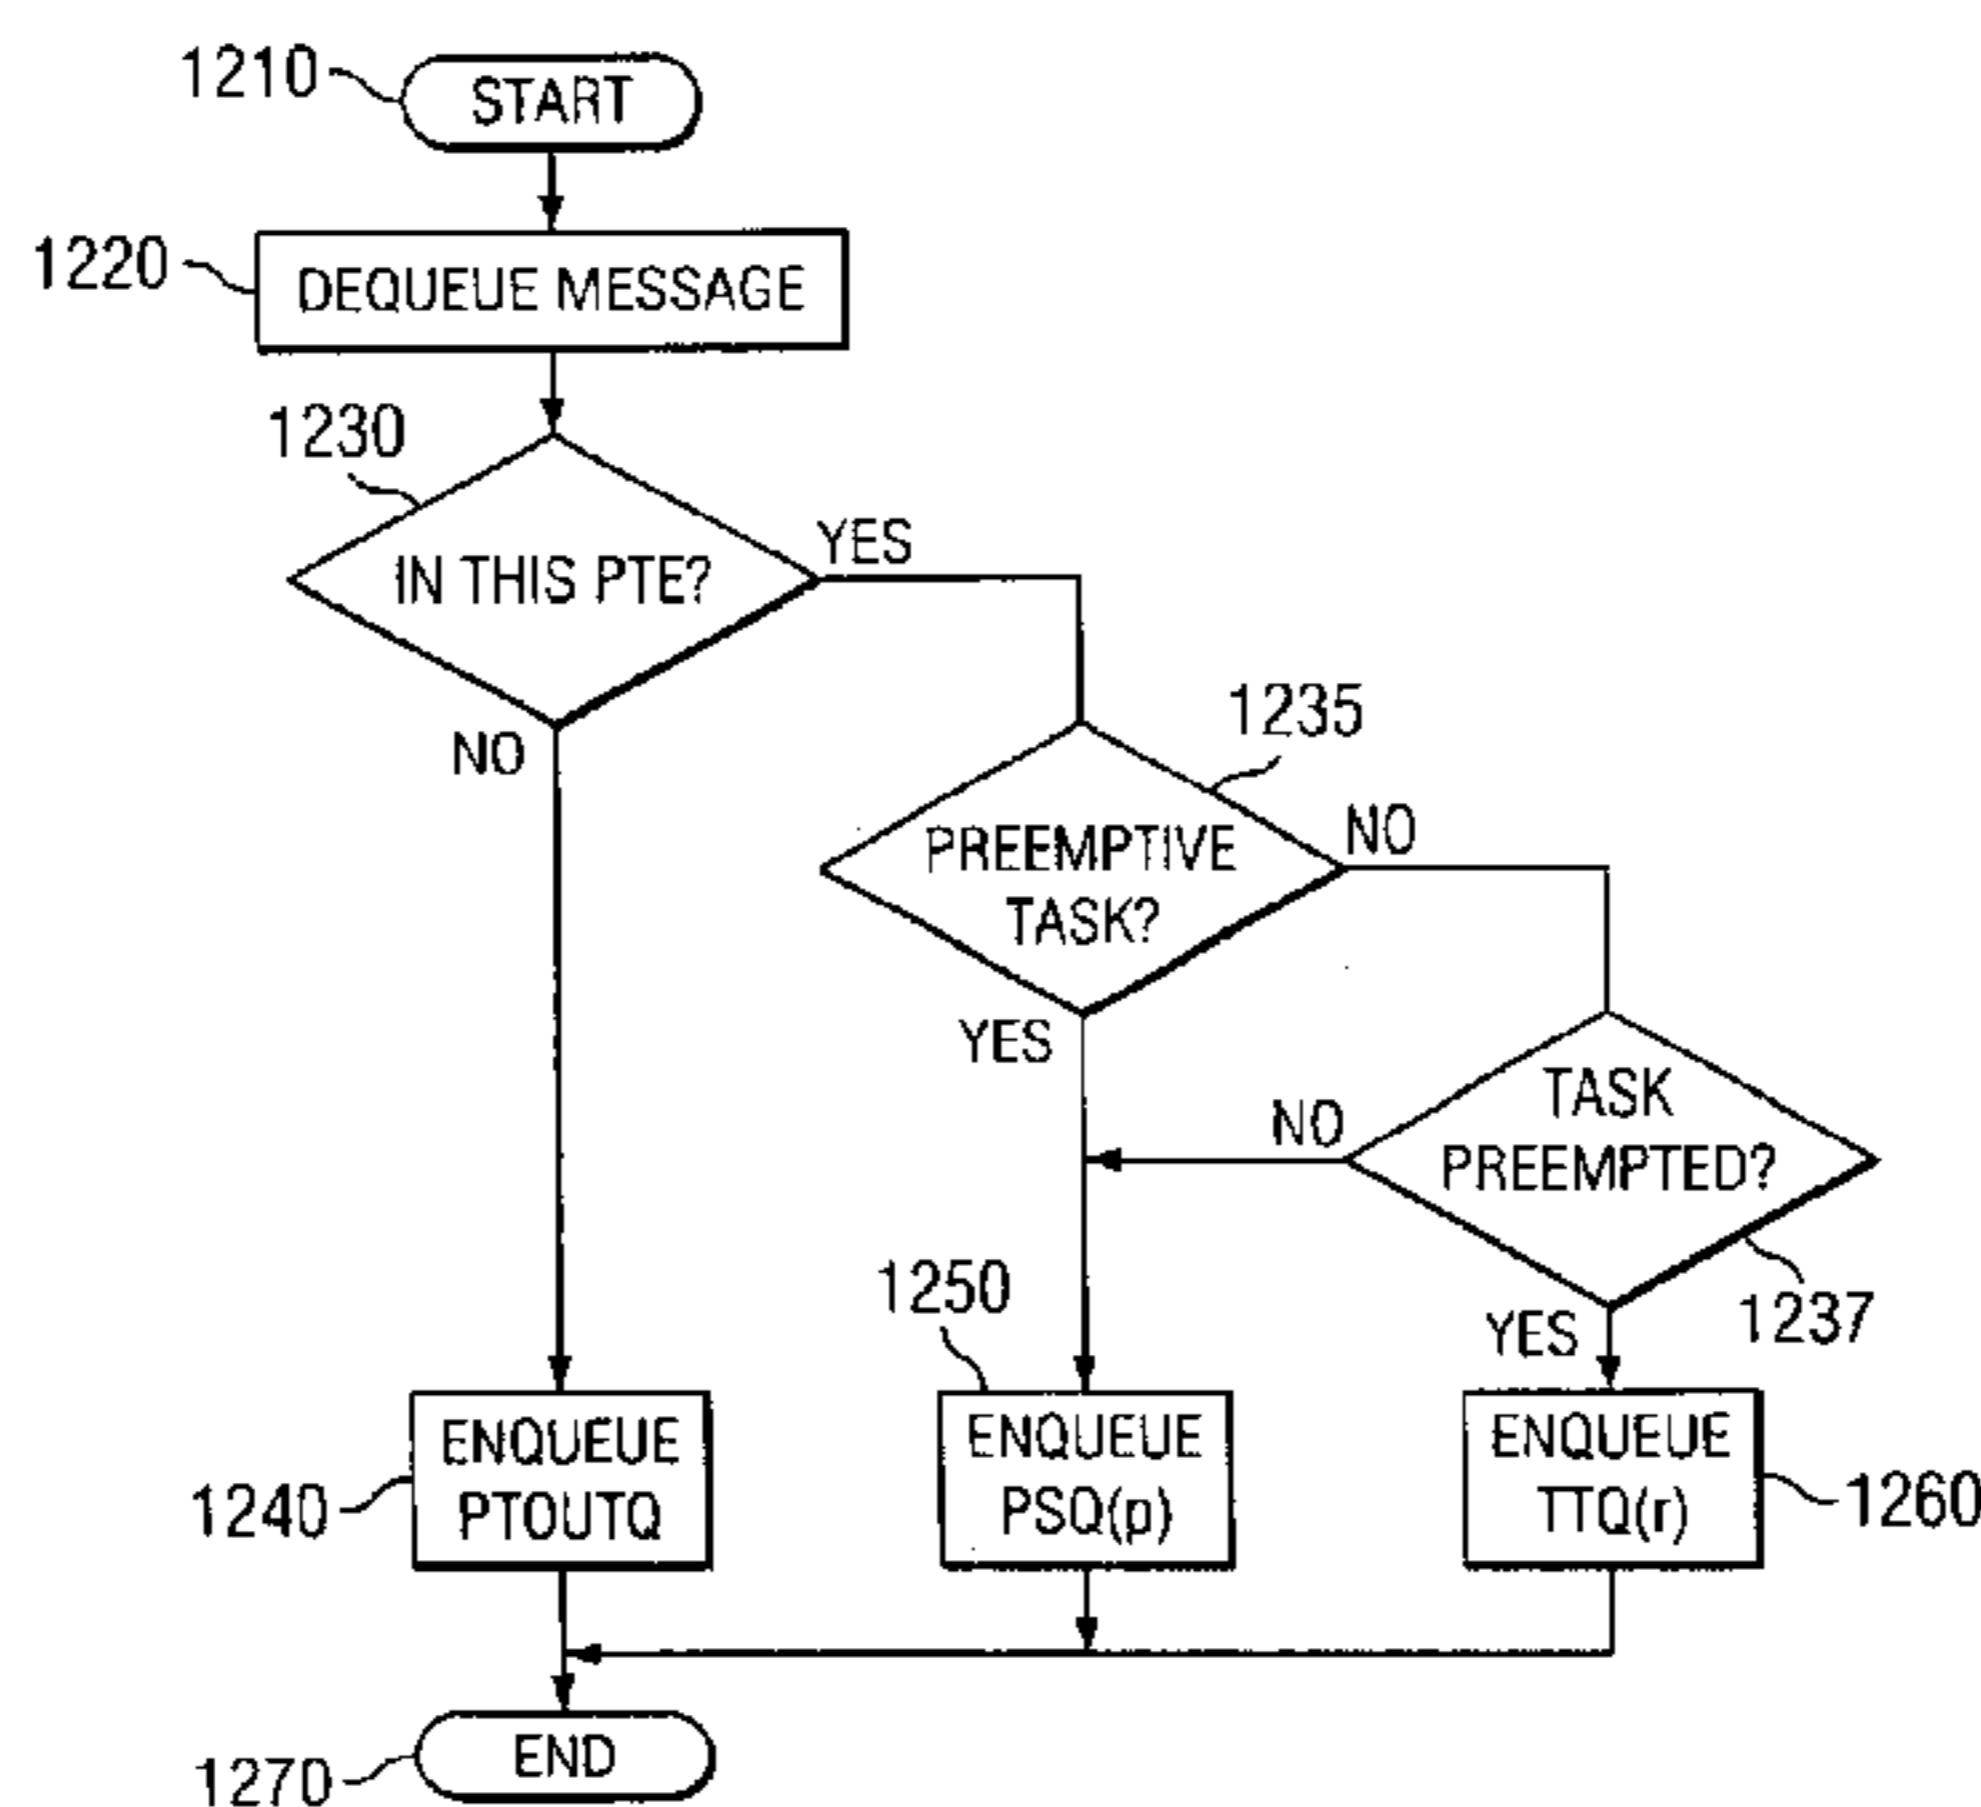 1210
START
1220
DEQUEUE MESSAGE
1230
IN THIS PTE?
YES
NO
1235
PREEMPTIVE
TASK?
NO
YES
TASK
PREEMPTED?
NO
1237
YES
1250
ENQUEUE
PTOUTQ
1240
ENQUEUE
PSQ(p)
ENQUEUE
TTQ(r)
1260
END
1270